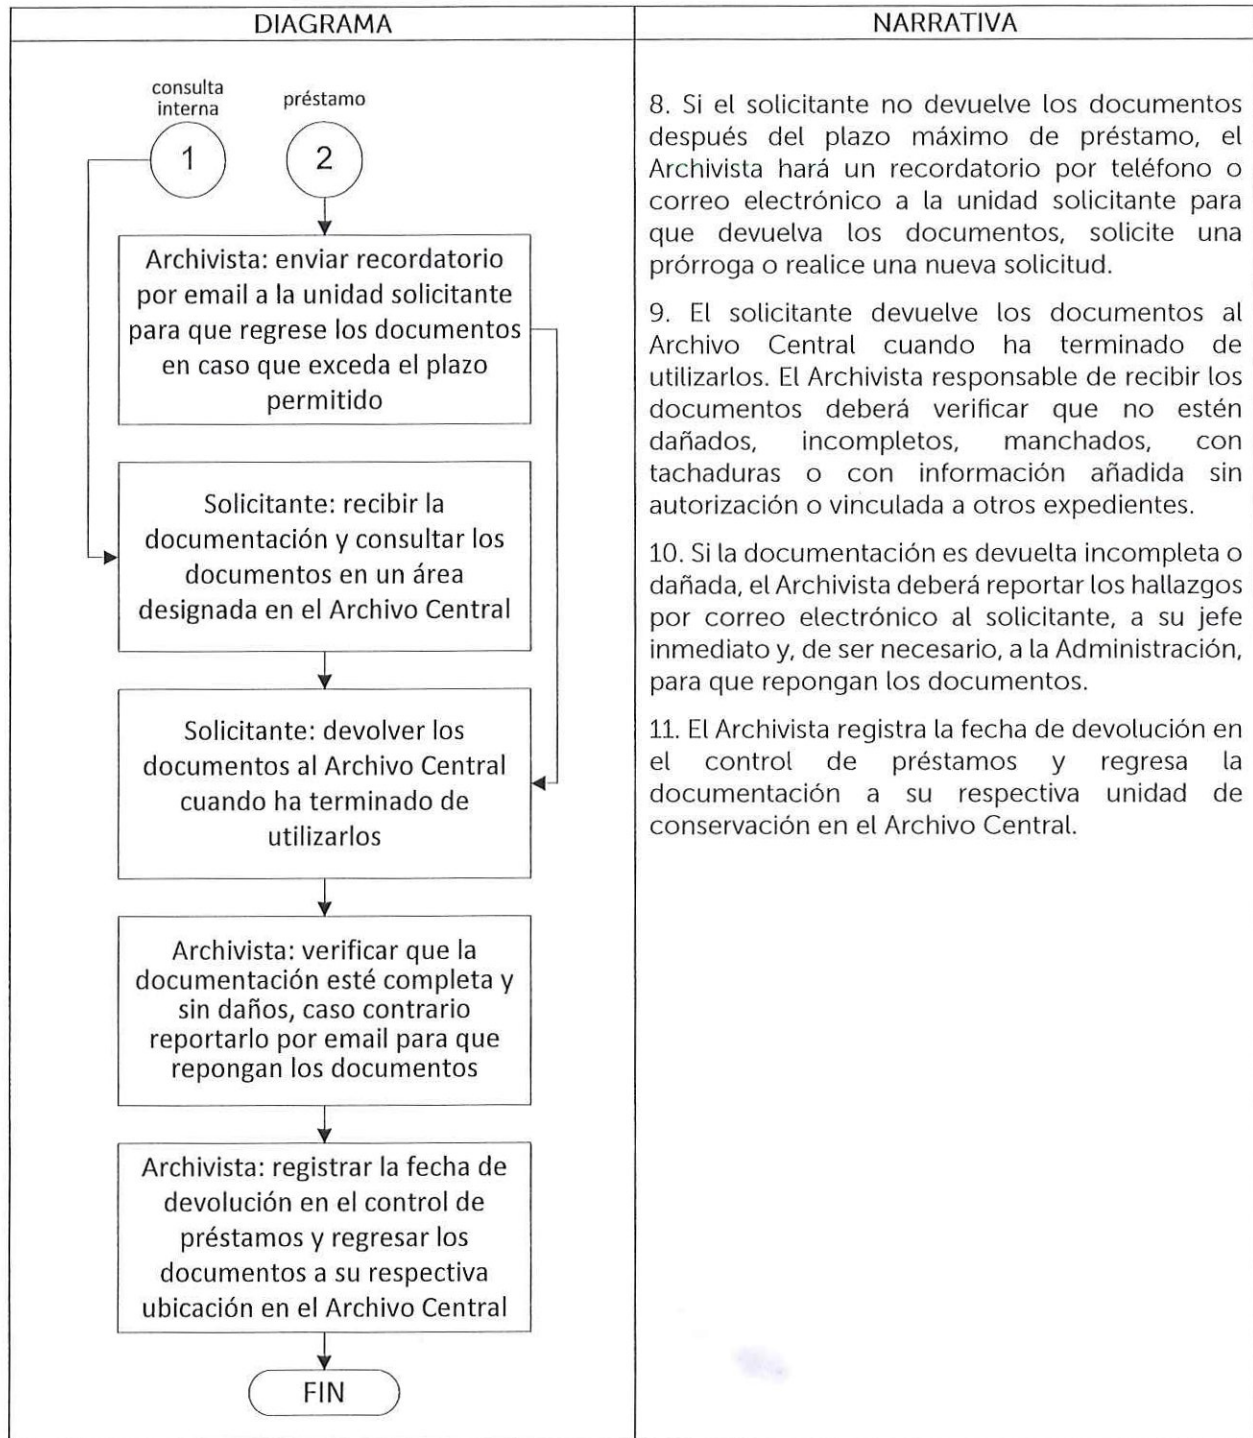 DIAGRAMA
NARRATIVA
consulta
interna
préstamo
1
2
Archivista: enviar recordatorio
por email a la unidad solicitante
para que regrese los documentos
en caso que exceda el plazo
permitido
Solicitante: recibir la
documentación y consultar los
documentos en un área
designada en el Archivo Central
Solicitante: devolver los
documentos al Archivo Central
cuando ha terminado de
utilizarlos
Archivista: verificar que la
documentación esté completa y
sin daños, caso contrario
reportarlo por email para que
repongan los documentos
Archivista: registrar la fecha de
devolución en el control de
préstamos y regresar los
documentos a su respectiva
ubicación en el Archivo Central
FIN
8. Si el solicitante no devuelve los documentos
después del plazo máximo de préstamo, el
Archivista hará un recordatorio por teléfono o
correo electrónico a la unidad solicitante para
que devuelva los documentos, solicite una
prórroga o realice una nueva solicitud.
9. El solicitante devuelve los documentos al
Archivo Central cuando ha terminado de
utilizarlos. El Archivista responsable de recibir los
documentos deberá verificar que no estén
dañados, incompletos, manchados, con
tachaduras o con información añadida sin
autorización o vinculada a otros expedientes.
10. Si la documentación es devuelta incompleta o
dañada, el Archivista deberá reportar los hallazgos
por correo electrónico al solicitante, a su jefe
inmediato y, de ser necesario, a la Administración,
para que repongan los documentos.
11. El Archivista registra la fecha de devolución en
el control de préstamos y regresa la
documentación a su respectiva unidad de
conservación en el Archivo Central.